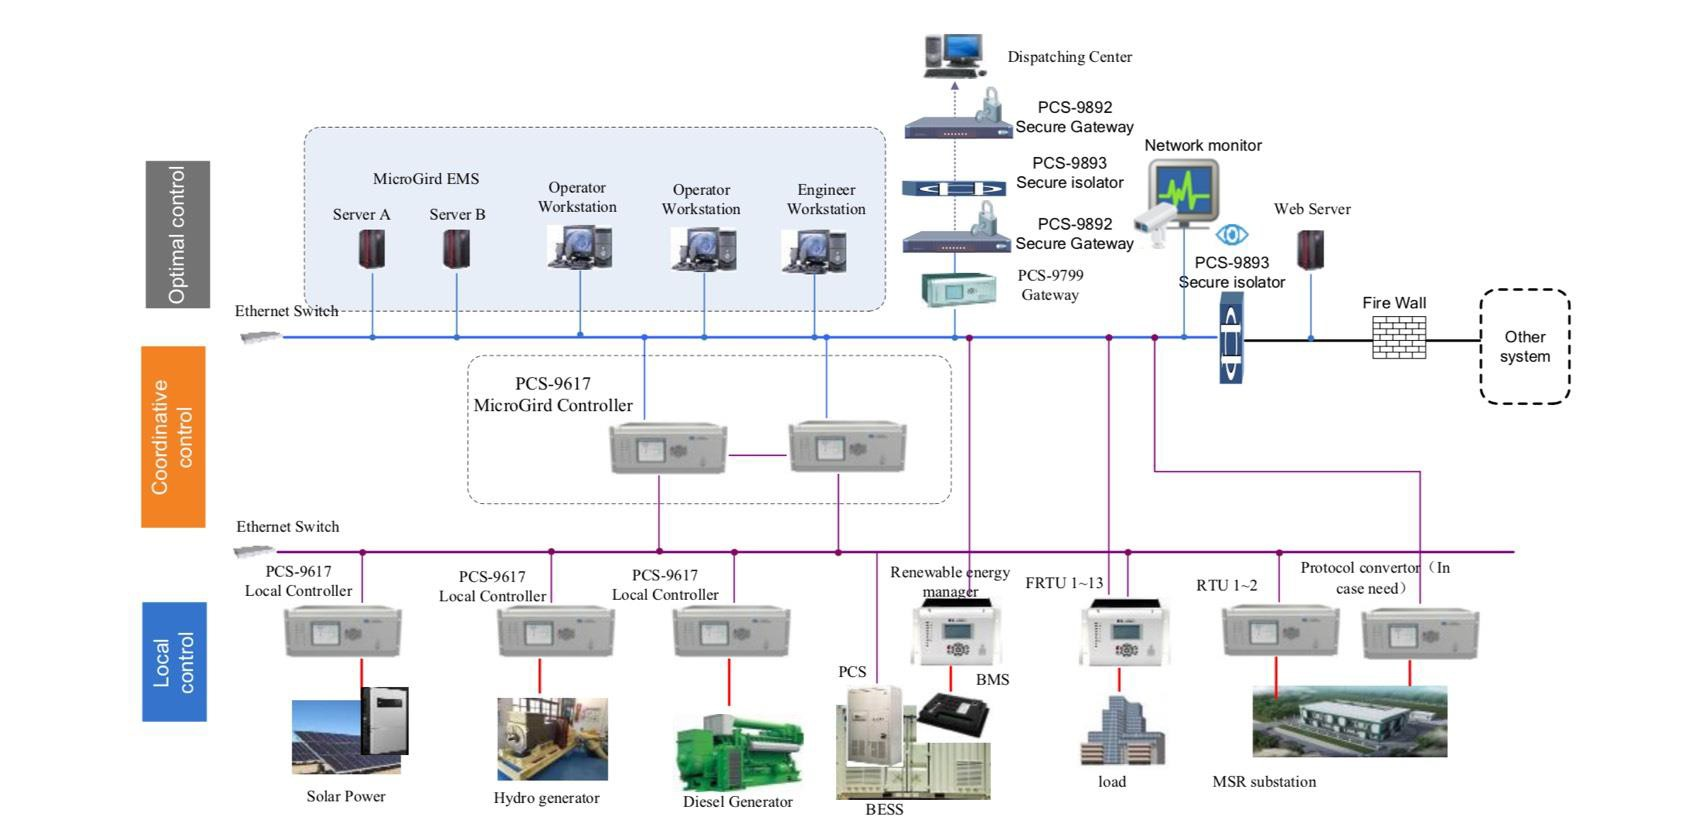 Dispatching Center
PCS-9892
Secure Gateway
PCS-9893
Secure isolator
PCS-9892
Secure Gateway
PCS-9799
Gateway
Network monitor
Web Server
PCS-9893
Secure isolator
Fire Wall
Other
system
Optimal control
MicroGird EMS
Server A
Server B
Operator
Workstation
Operator
Workstation
Engineer
Workstation
Ethernet Switch
Coordinative
control
PCS-9617
MicroGird Controller
Ethernet Switch
Local
control
PCS-9617
Local Controller
PCS-9617
Local Controller
PCS-9617
Local Controller
Renewable energy
manager
FRTU 1~13
RTU 1~2
Protocol convertor（In
case need）
PCS
BMS
Solar Power
Hydro generator
Diesel Generator
BESS
load
MSR substation